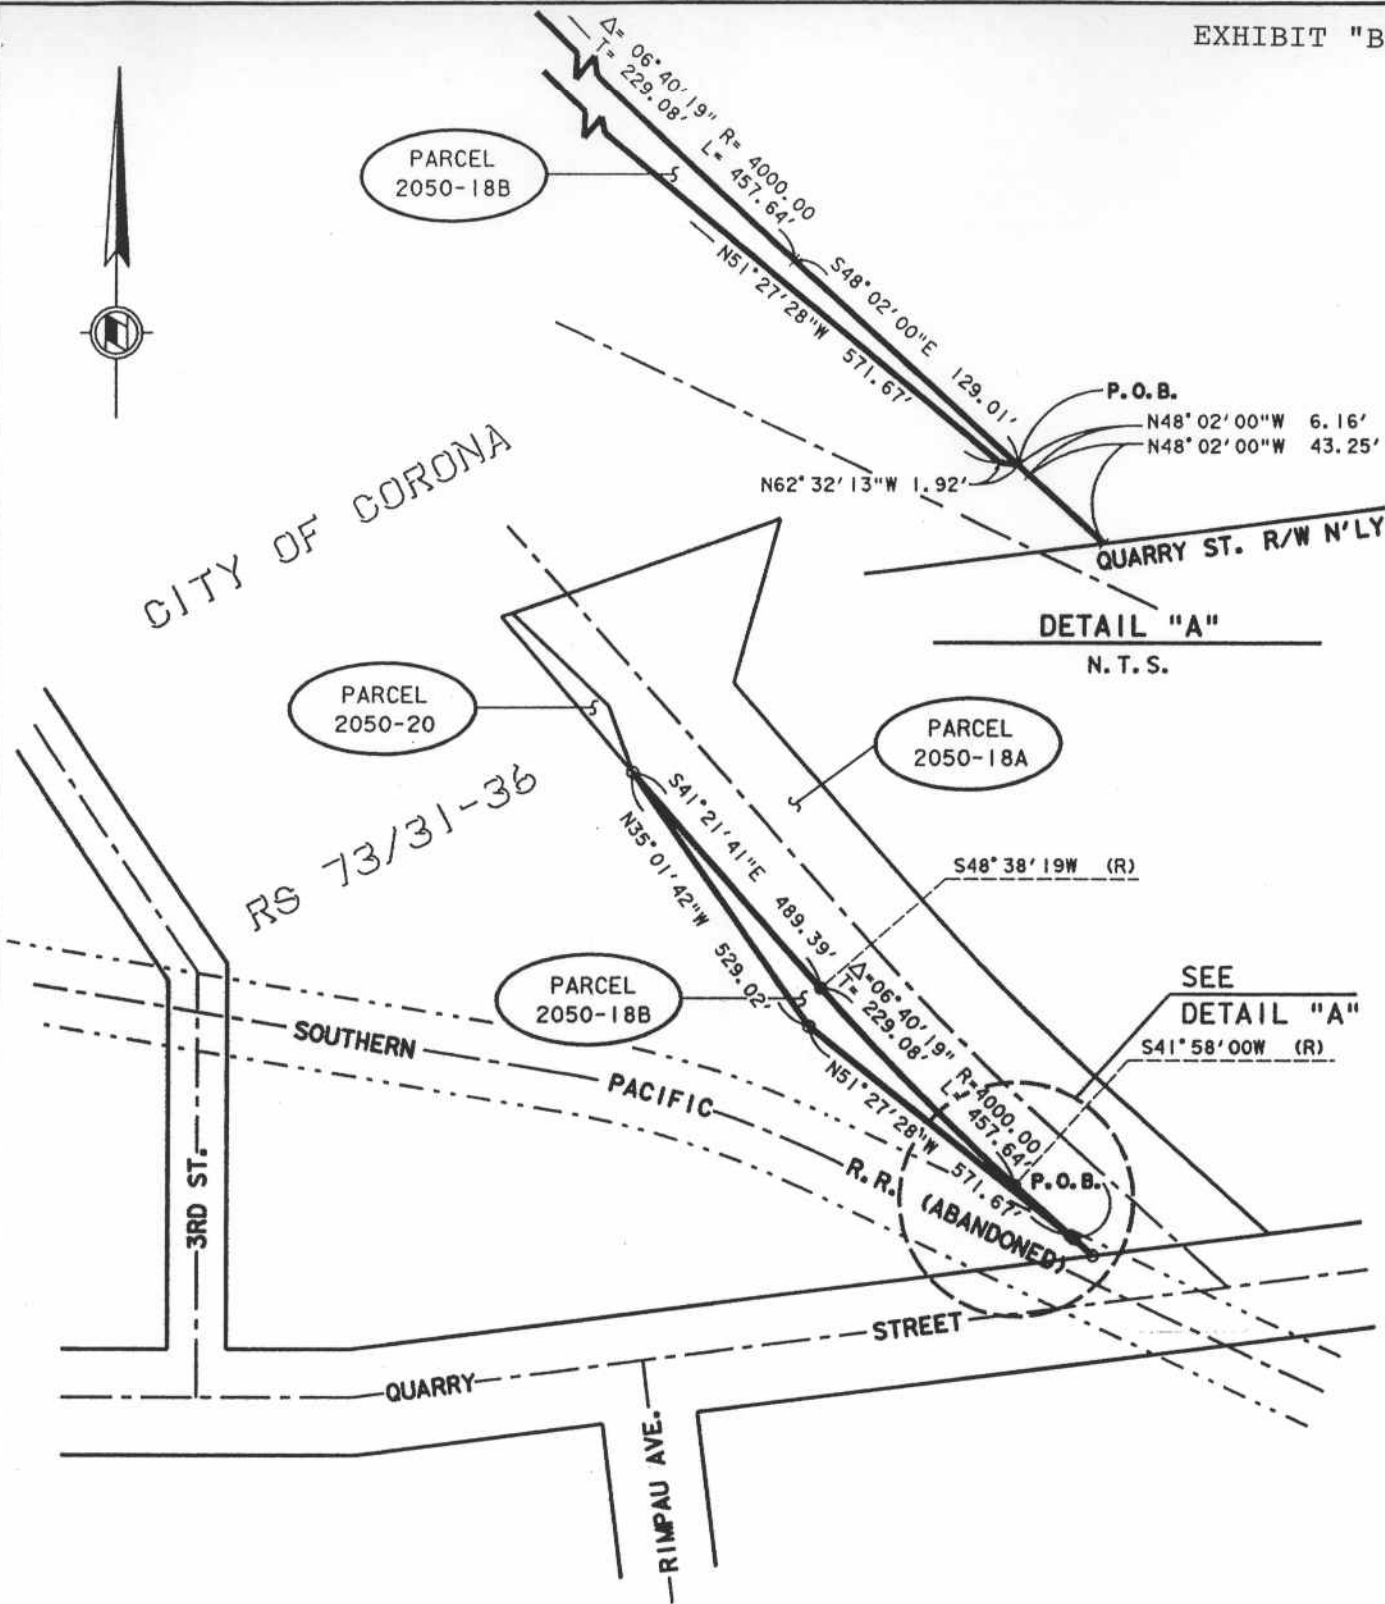 EXHIBIT "B
Δ= 06°40'19" R= 4000.00
T= 229.08' L= 457.64'
PARCEL
2050-18B
S48°02'00"E 129.01'
N51°27'28"W 571.67'
P.O.B.
N48°02'00"W 6.16'
N48°02'00"W 43.25'
N62°32'13"W 1.92'
QUARRY ST. R/W N'LY
DETAIL "A"
N.T.S.
CITY OF CORONA
PARCEL
2050-20
PARCEL
2050-18A
RS 73/31-36
S41°21'41"E 489.39'
N35°01'42"W 529.02'
S48°38'19W (R)
PARCEL
2050-18B
Δ=06°40'19" R=4000.00
T= 229.08' L= 457.64'
SEE
DETAIL "A"
S41°58'00W (R)
N51°27'28"W 571.67'
P.O.B.
SOUTHERN PACIFIC R.R. (ABANDONED)
3RD ST.
QUARRY STREET
RIMPAU AVE.